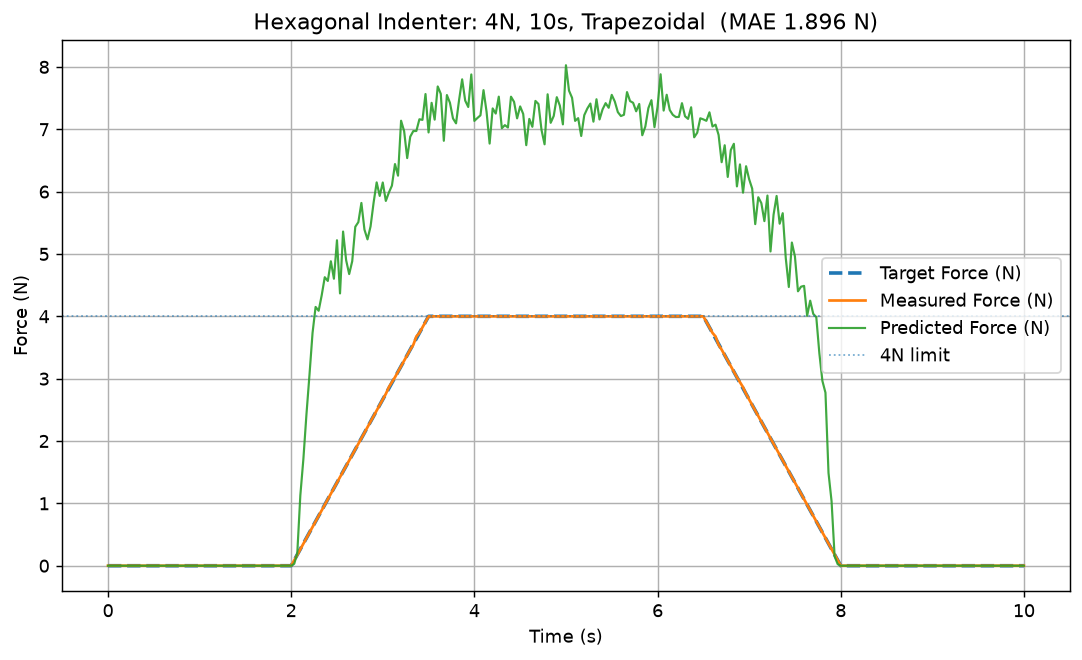 Hexagonal Indenter: 4N, 10s, Trapezoidal  (MAE 1.896 N)
Force (N)
8
7
6
5
4
3
2
1
0
Target Force (N)
Measured Force (N)
Predicted Force (N)
4N limit
0 2 4 6 8 10
Time (s)